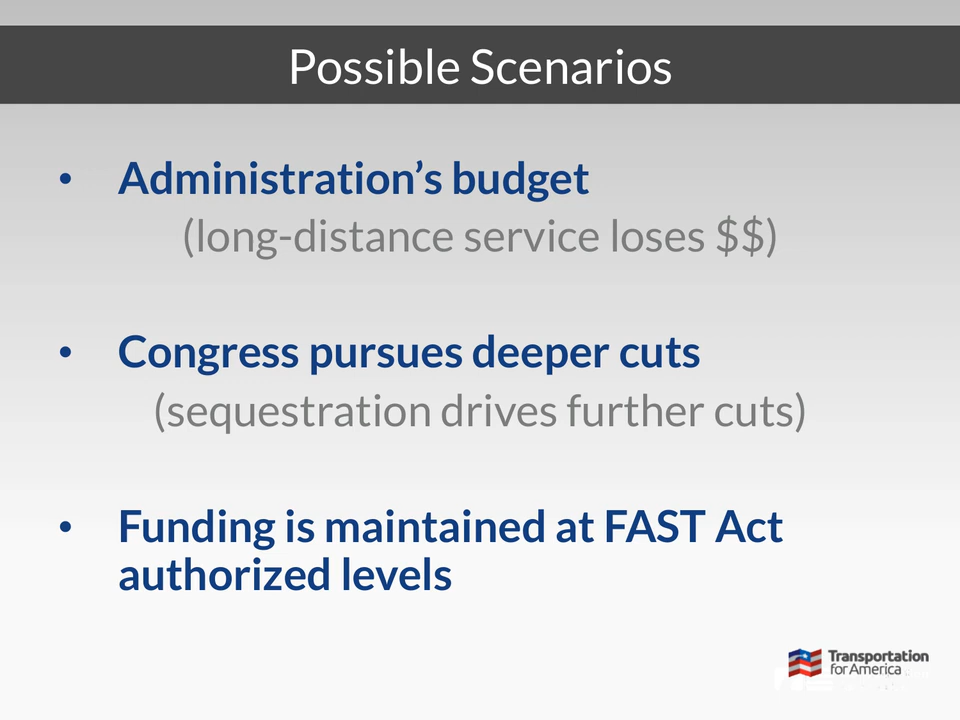 Possible Scenarios
• Administration’s budget
(long-distance service loses $$)
• Congress pursues deeper cuts
(sequestration drives further cuts)
• Funding is maintained at FAST Act
authorized levels
Transportation
for America